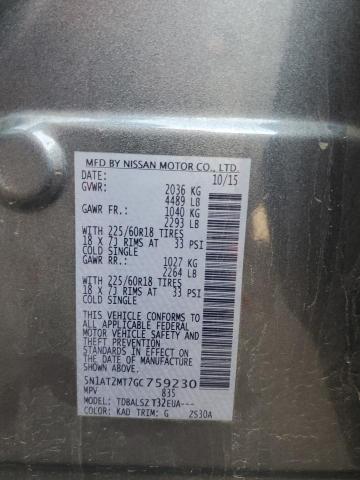 MFD BY NISSAN MOTOR CO., LTD.
DATE: 10/15
GVWR: 2036 KG
4489 LB
GAWR FR.: 1040 KG
2293 LB
WITH 225/60R18 TIRES
18 X 7J RIMS AT 33 PSI
COLD SINGLE
GAWR RR.: 1027 KG
2264 LB
WITH 225/60R18 TIRES
18 X 7J RIMS AT 33 PSI
COLD SINGLE
THIS VEHICLE CONFORMS TO
ALL APPLICABLE FEDERAL
MOTOR VEHICLE SAFETY AND
THEFT PREVENTION
STANDARDS IN EFFECT ON
THE DATE OF MANUFACTURE
SHOWN ABOVE.
5N1AT2MT7GC759230
MPV 835
MODEL: TDBALSZ T32EUA---
COLOR: KAD TRIM: G ZS30A